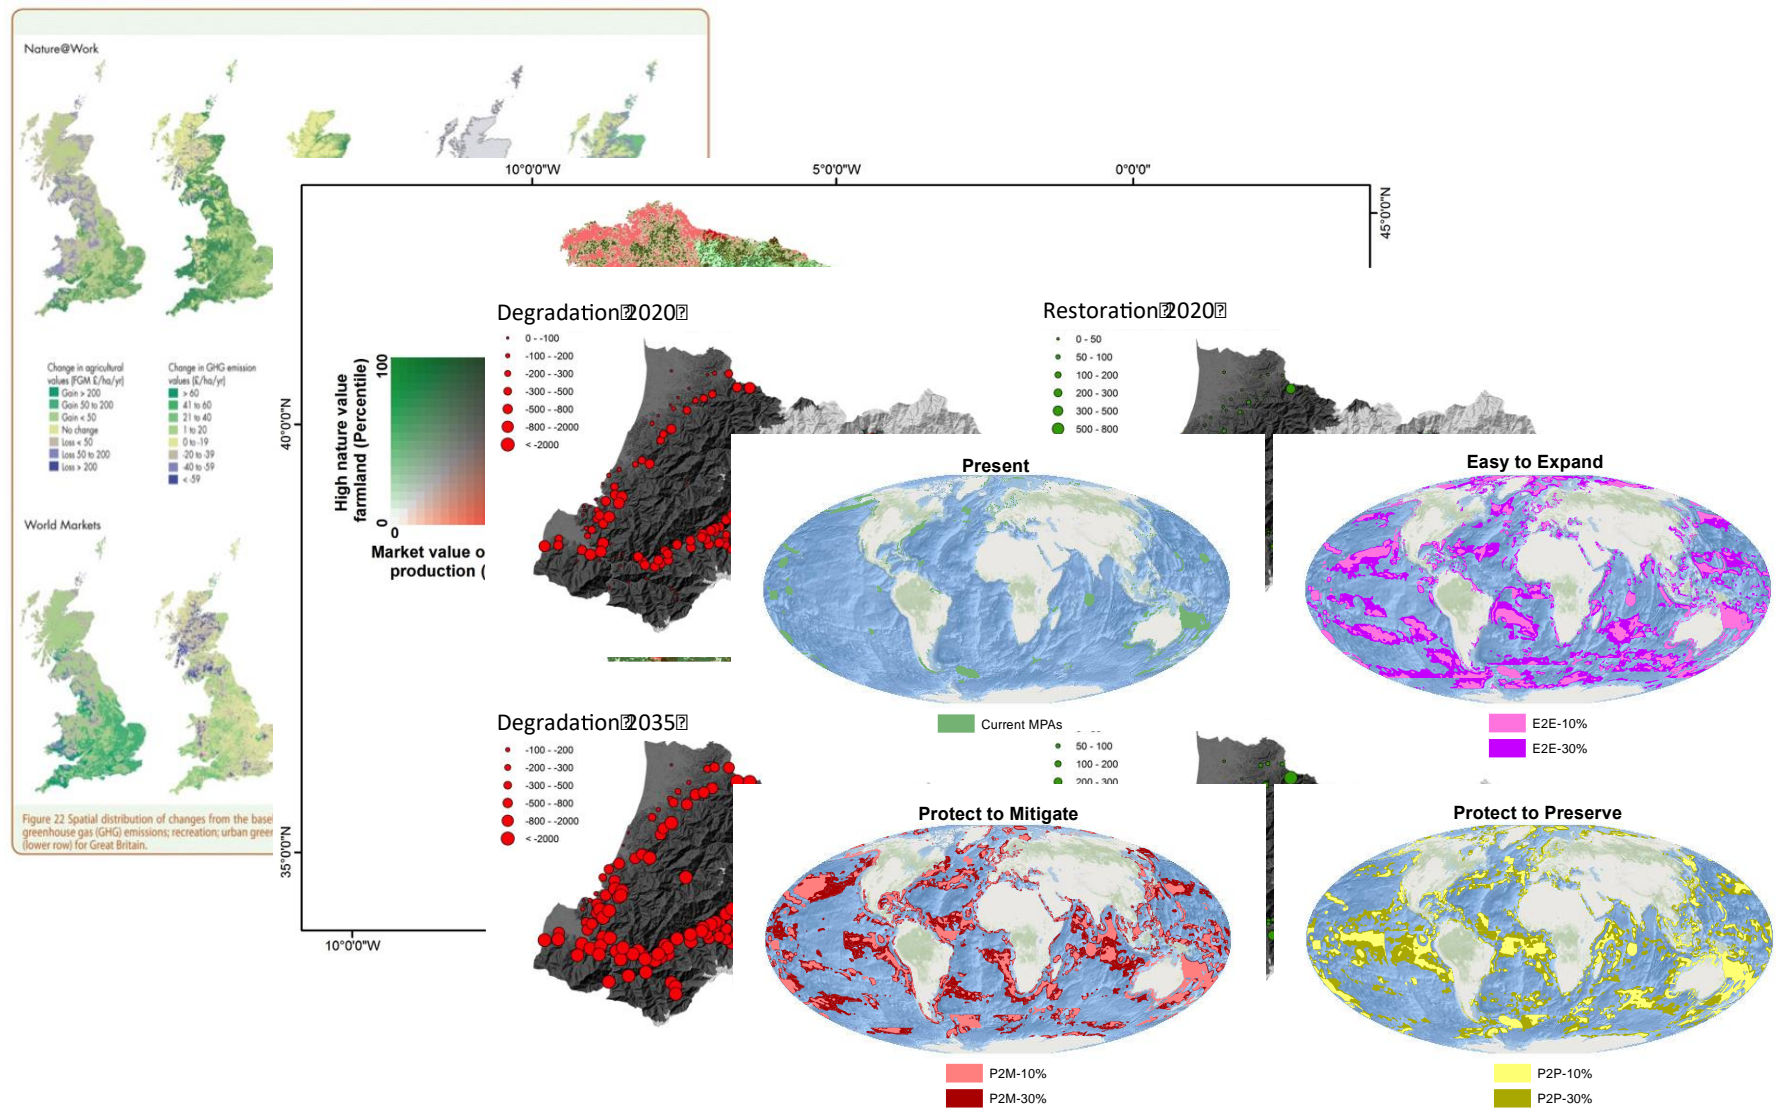 Nature@Work
Change in agricultural
values (FGM £/ha/yr)
Gain > 200
Gain 50 to 200
Gain < 50
No change
Loss < 50
Loss 50 to 200
Loss > 200
Change in GHG emission
values (£/ha/yr)
> 60
41 to 60
21 to 40
1 to 20
0 to -19
-20 to -39
-40 to -59
< -59
World Markets
Figure 22 Spatial distribution of changes from the base
greenhouse gas (GHG) emissions; recreation; urban green
(lower row) for Great Britain.
10°0'0"W
5°0'0"W
0°0'0"
45°0'0"N
40°0'0"N
35°0'0"N
10°0'0"W
High nature value
farmland (Percentile)
100
0
0
Market value o
production (
Degradation 2020
0 - -100
-100 - -200
-200 - -300
-300 - -500
-500 - -800
-800 - -2000
< -2000
Restoration 2020
0 - 50
50 - 100
100 - 200
200 - 300
300 - 500
500 - 800
Degradation 2035
-100 - -200
-200 - -300
-300 - -500
-500 - -800
-800 - -2000
< -2000
50 - 100
100 - 200
200 - 300
Present
Current MPAs
Easy to Expand
E2E-10%
E2E-30%
Protect to Mitigate
P2M-10%
P2M-30%
Protect to Preserve
P2P-10%
P2P-30%